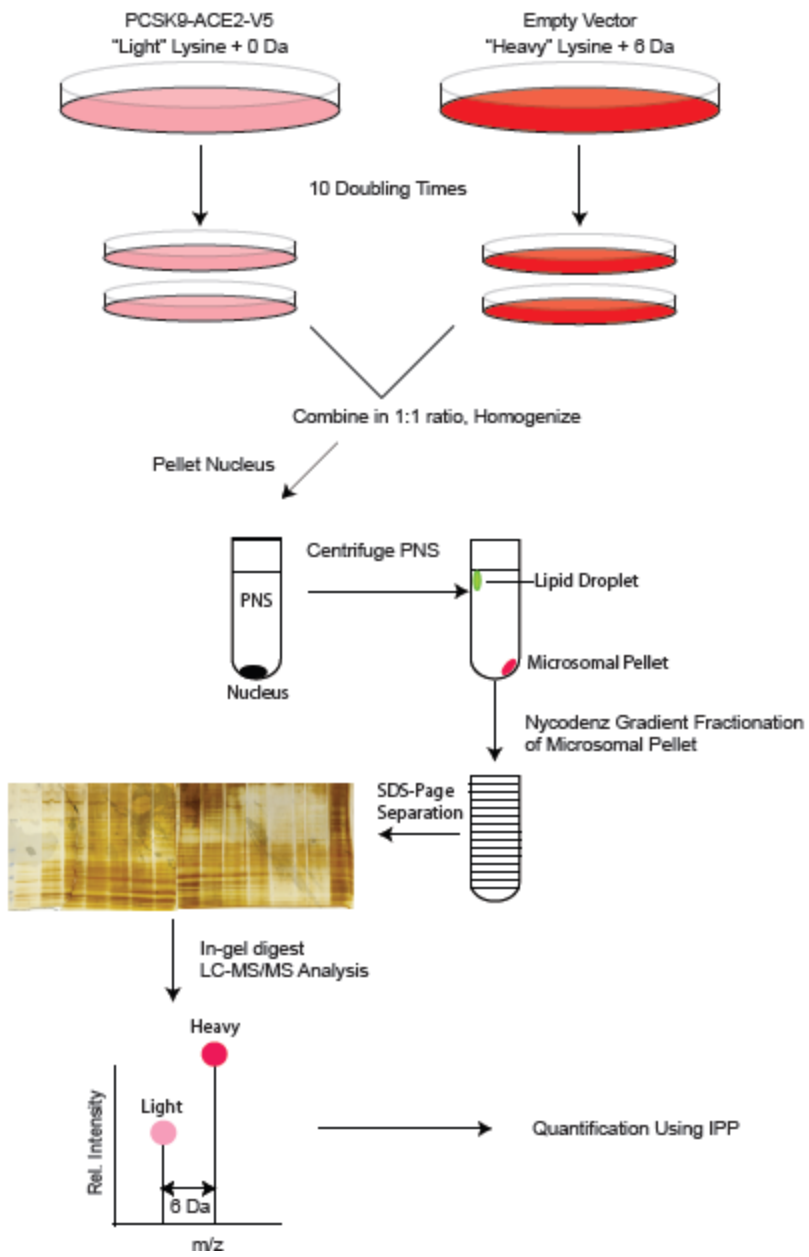 PCSK9-ACE2-V5
"Light" Lysine + 0 Da
Empty Vector
"Heavy" Lysine + 6 Da
10 Doubling Times
Combine in 1:1 ratio, Homogenize
Pellet Nucleus
Centrifuge PNS
PNS
Nucleus
Lipid Droplet
Microsomal Pellet
Nycodenz Gradient Fractionation
of Microsomal Pellet
SDS-Page
Separation
In-gel digest
LC-MS/MS Analysis
Heavy
Light
Rel. Intensity
6 Da
m/z
Quantification Using IPP